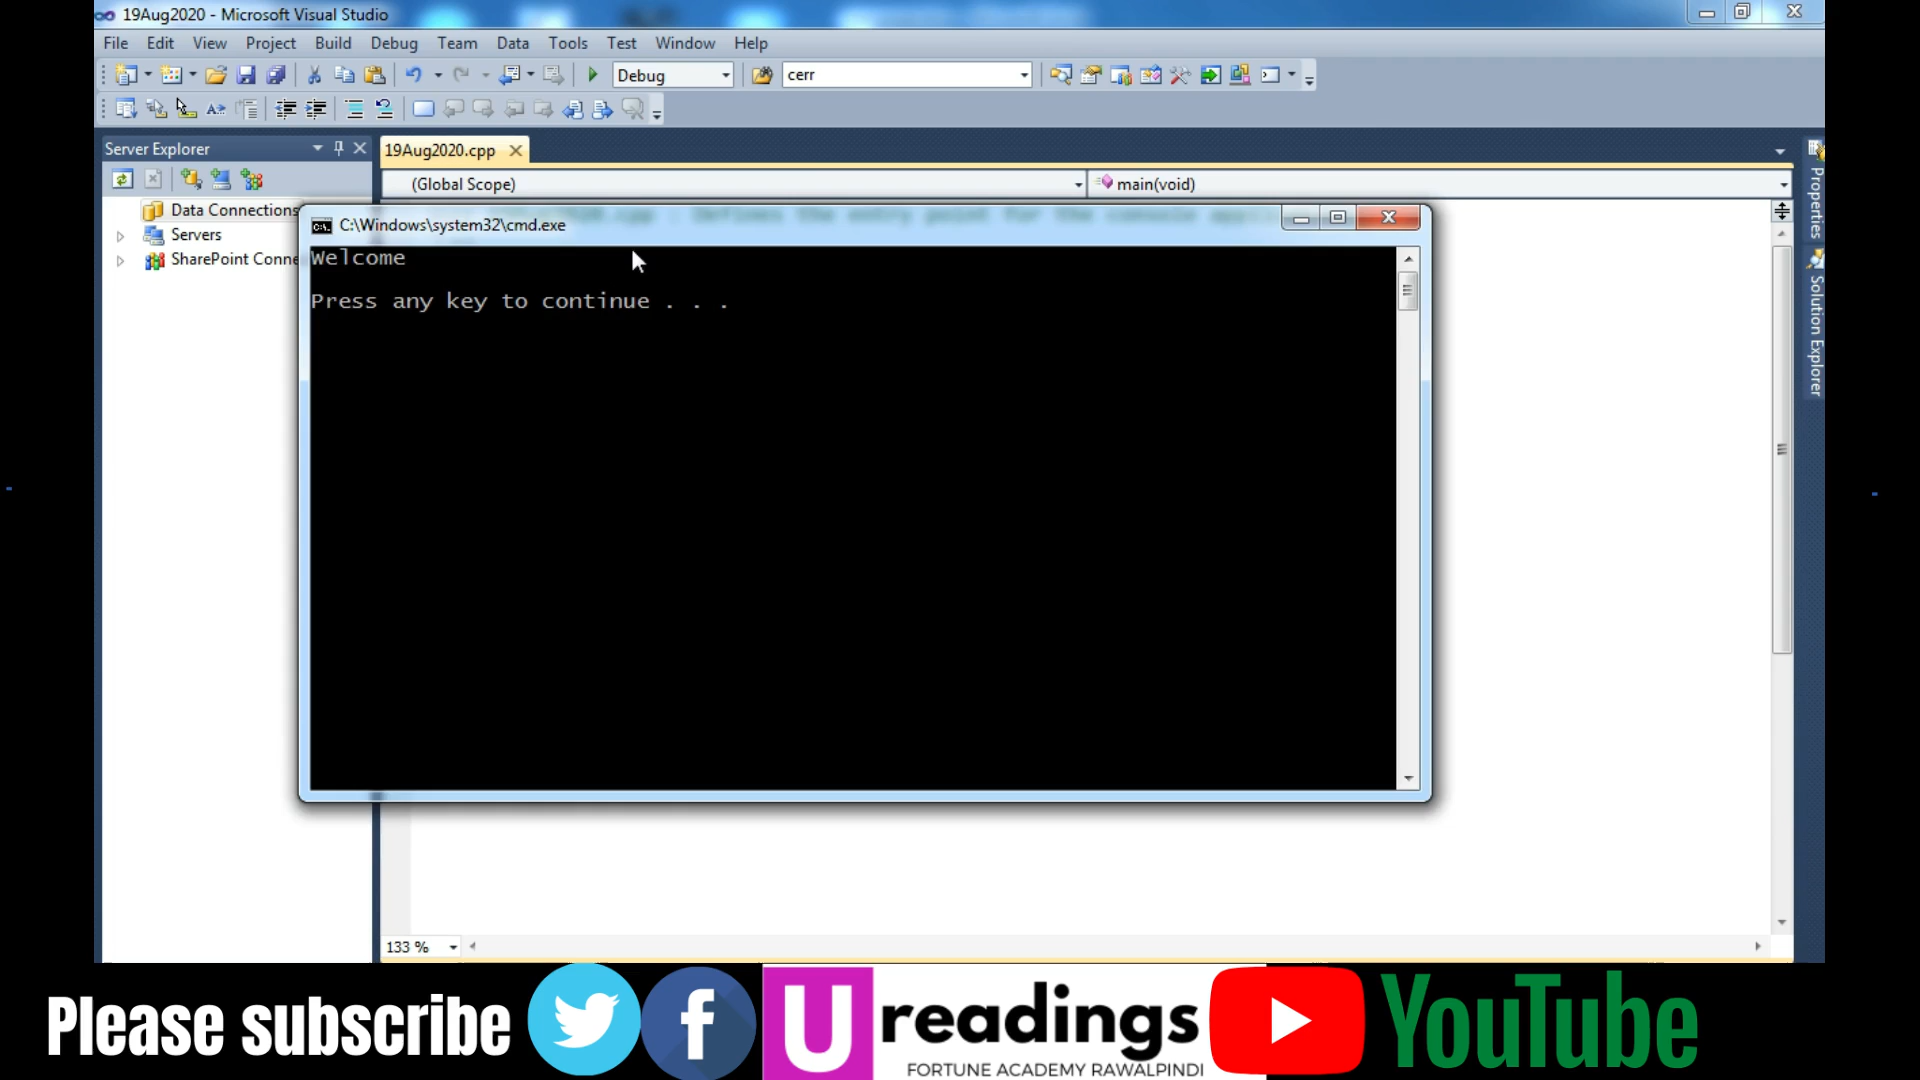 19Aug2020 - Microsoft Visual Studio
File Edit View Project Build Debug Team Data Tools Test Window Help
Debug cerr
Server Explorer
19Aug2020.cpp
(Global Scope) main(void)
Data Connections
Servers
SharePoint Conne
Properties
Solution Explorer
C:\Windows\system32\cmd.exe
Welcome
Press any key to continue . . .
133 %
Please subscribe
f
U readings
FORTUNE ACADEMY RAWALPINDI
YouTube